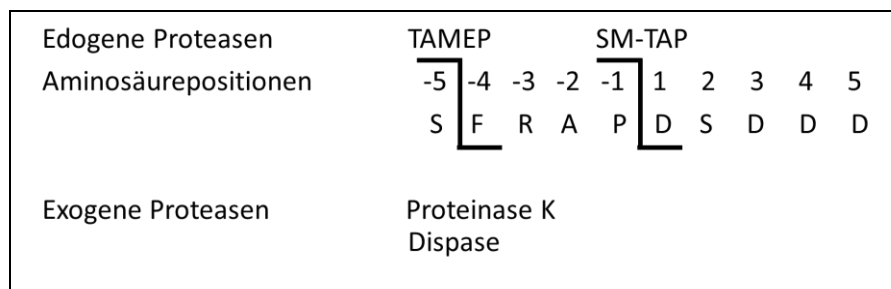 Edogene Proteasen TAMEP SM-TAP
Aminosäurepositionen -5 -4 -3 -2 -1 1 2 3 4 5
S F R A P D S D D D
Exogene Proteasen Proteinase K
Dispase